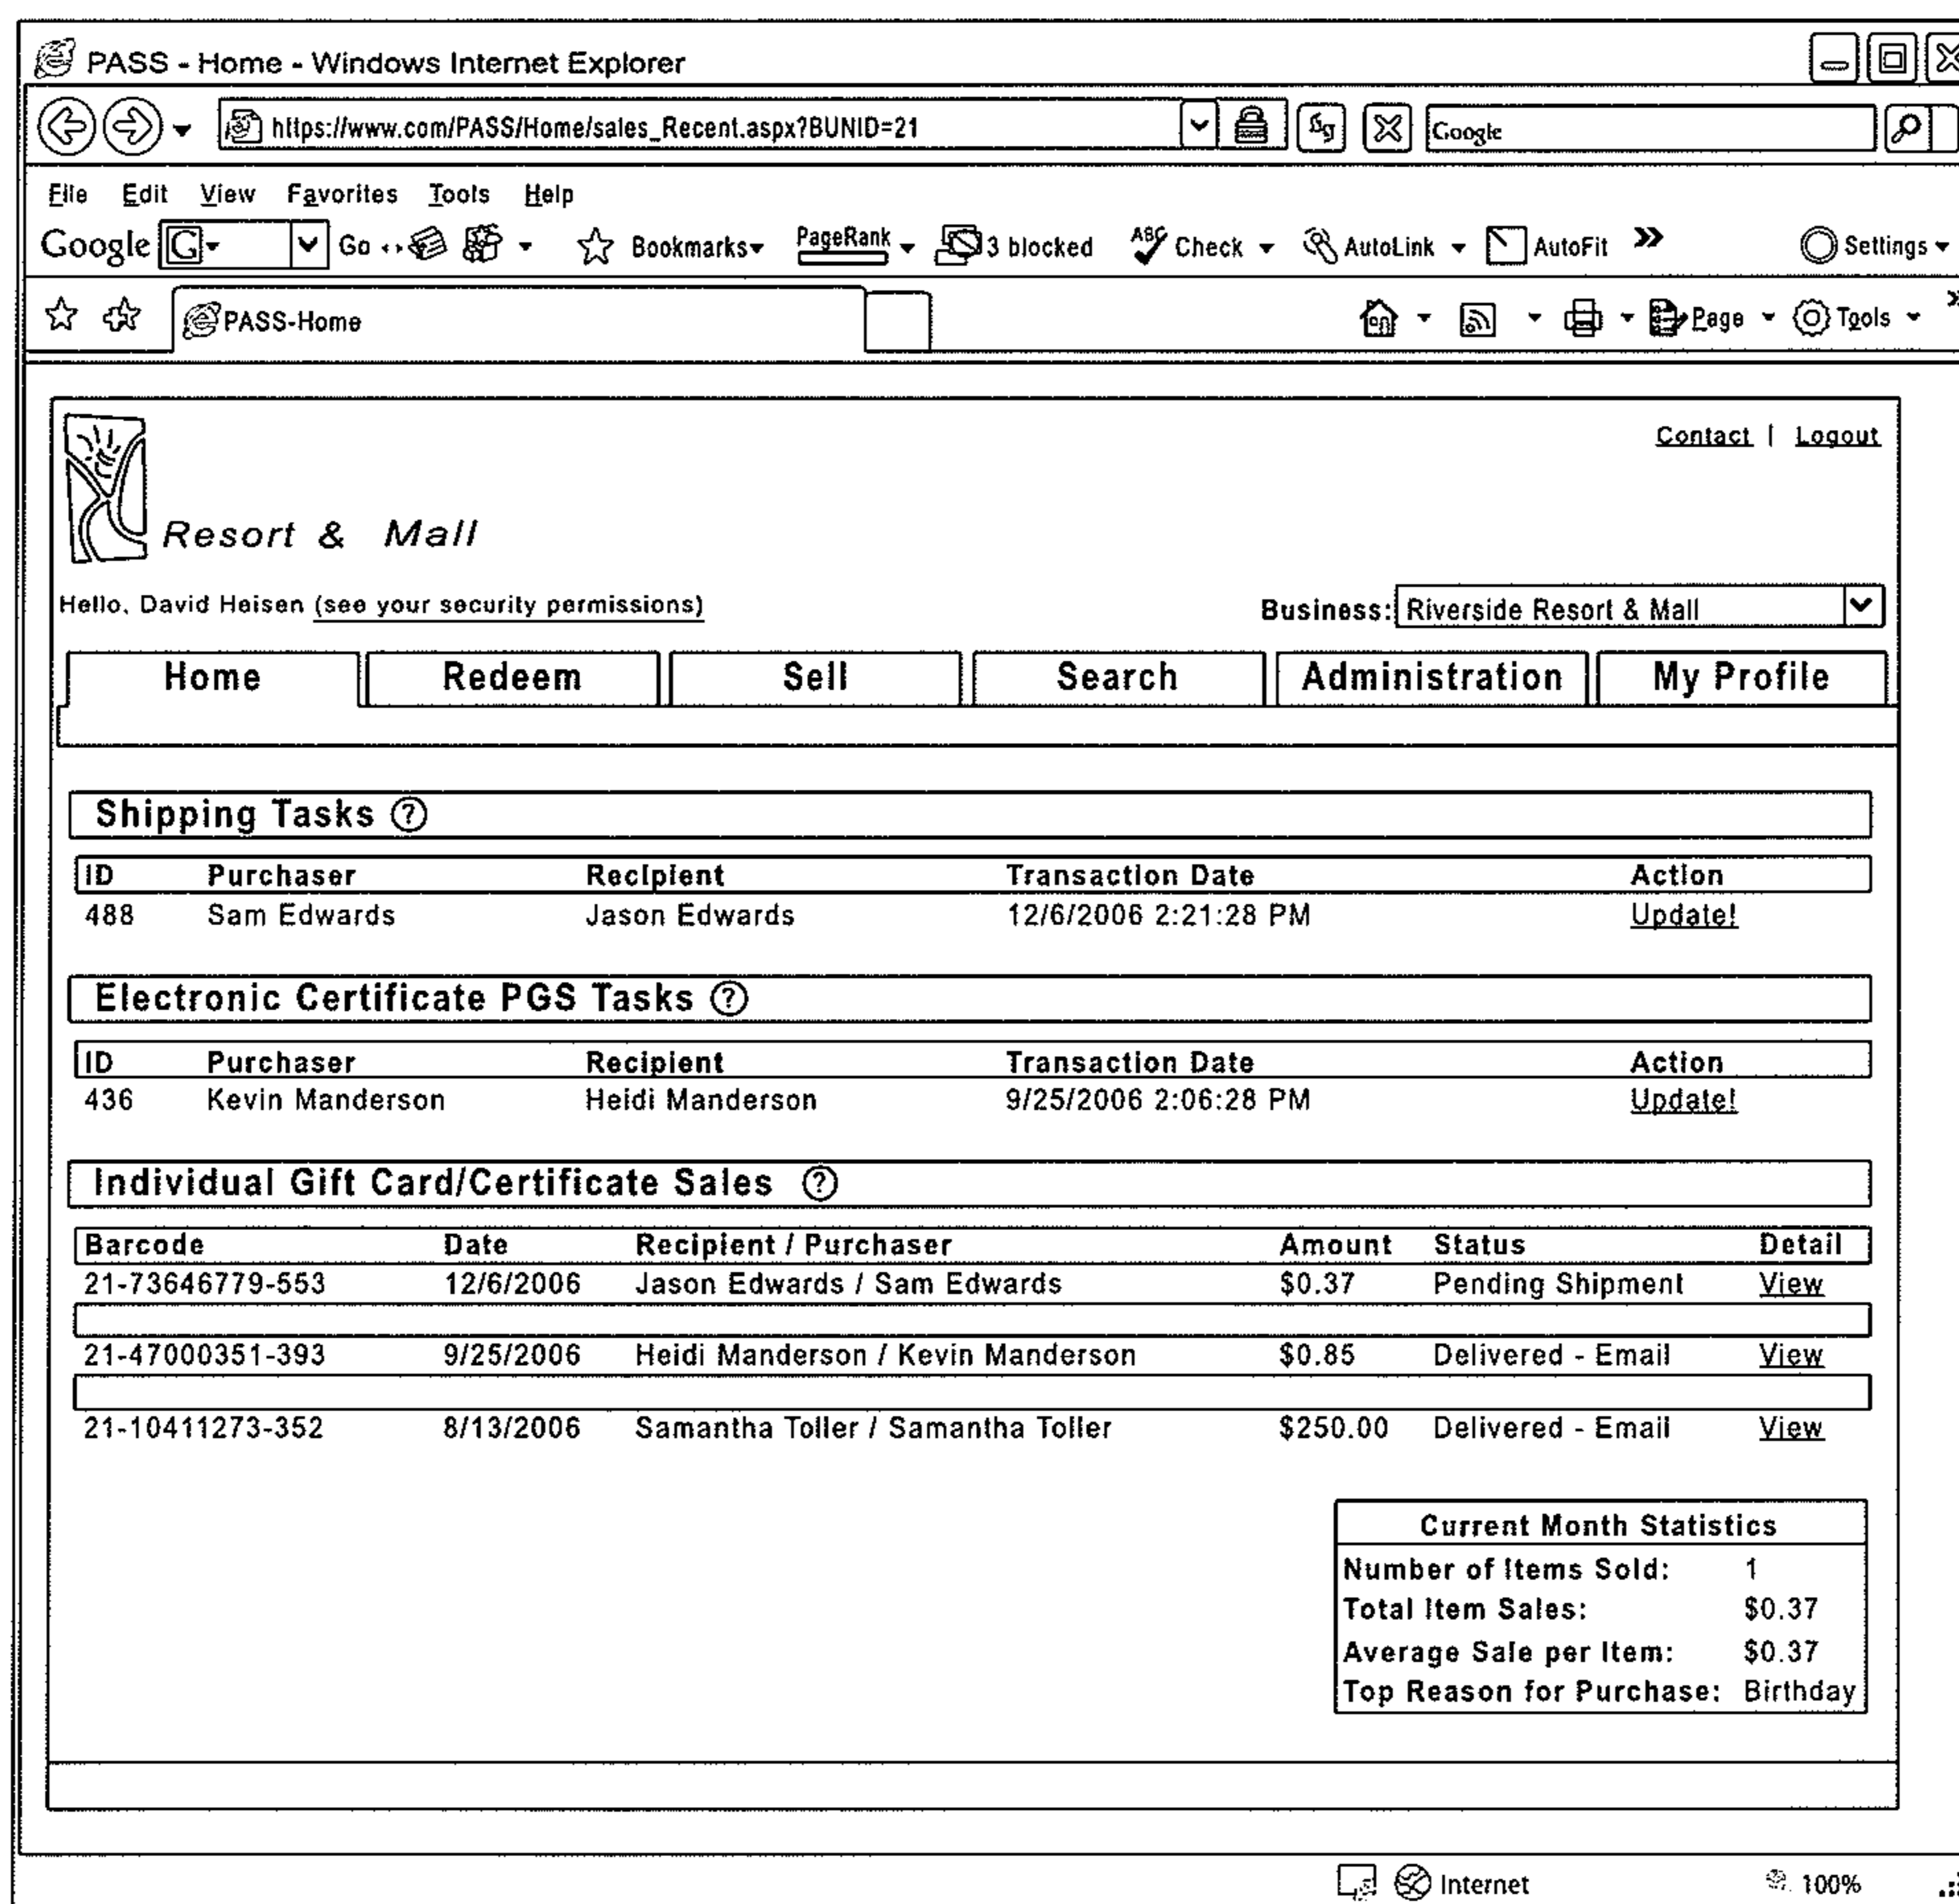 PASS - Home - Windows Internet Explorer
https://www.com/PASS/Home/sales_Recent.aspx?BUNID=21 Google
File Edit View Favorites Tools Help
Google G Go Bookmarks PageRank 3 blocked ABC Check AutoLink AutoFit » Settings
PASS-Home Page Tools »
Contact | Logout
Resort & Mall
Hello, David Heisen (see your security permissions) Business: Riverside Resort & Mall
Home Redeem Sell Search Administration My Profile
Shipping Tasks ?
ID Purchaser Recipient Transaction Date Action
488 Sam Edwards Jason Edwards 12/6/2006 2:21:28 PM Update!
Electronic Certificate PGS Tasks ?
ID Purchaser Recipient Transaction Date Action
436 Kevin Manderson Heidi Manderson 9/25/2006 2:06:28 PM Update!
Individual Gift Card/Certificate Sales ?
Barcode Date Recipient / Purchaser Amount Status Detail
21-73646779-553 12/6/2006 Jason Edwards / Sam Edwards $0.37 Pending Shipment View
21-47000351-393 9/25/2006 Heidi Manderson / Kevin Manderson $0.85 Delivered - Email View
21-10411273-352 8/13/2006 Samantha Toller / Samantha Toller $250.00 Delivered - Email View
Current Month Statistics
Number of Items Sold: 1
Total Item Sales: $0.37
Average Sale per Item: $0.37
Top Reason for Purchase: Birthday
Internet 100%